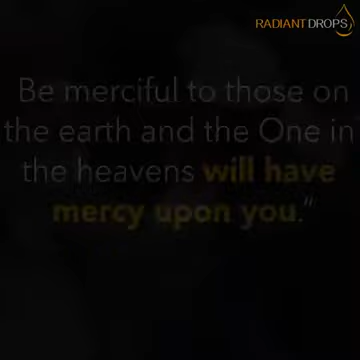 RADIANT DROPS
Be merciful to those on
the earth and the One in
the heavens will have
mercy upon you.”